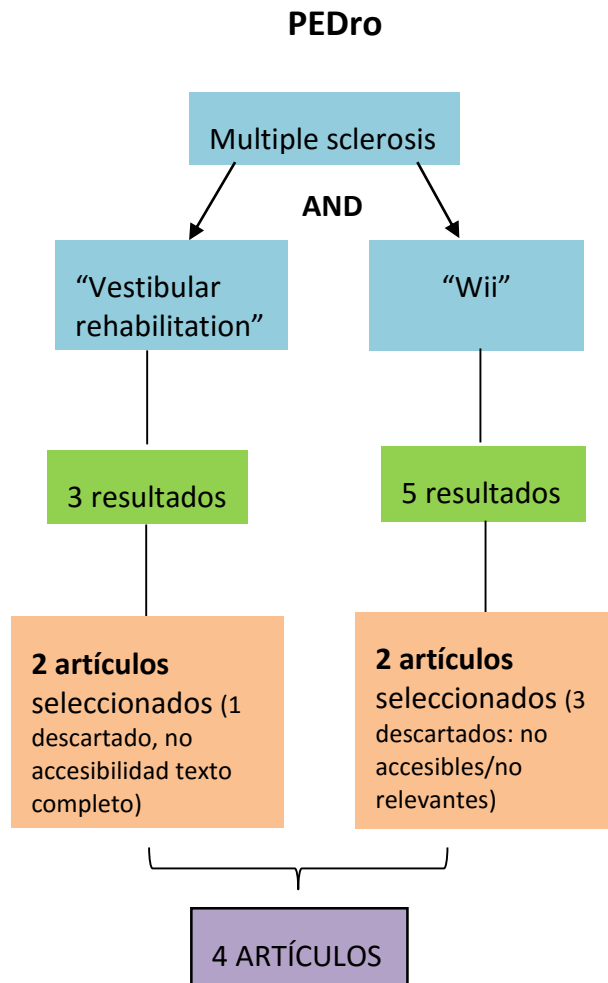 PEDro
Multiple sclerosis
AND
“Vestibular
rehabilitation”
“Wii”
3 resultados
5 resultados
2 artículos
seleccionados (1
descartado, no
accesibilidad texto
completo)
2 artículos
seleccionados (3
descartados: no
accesibles/no
relevantes)
4 ARTÍCULOS